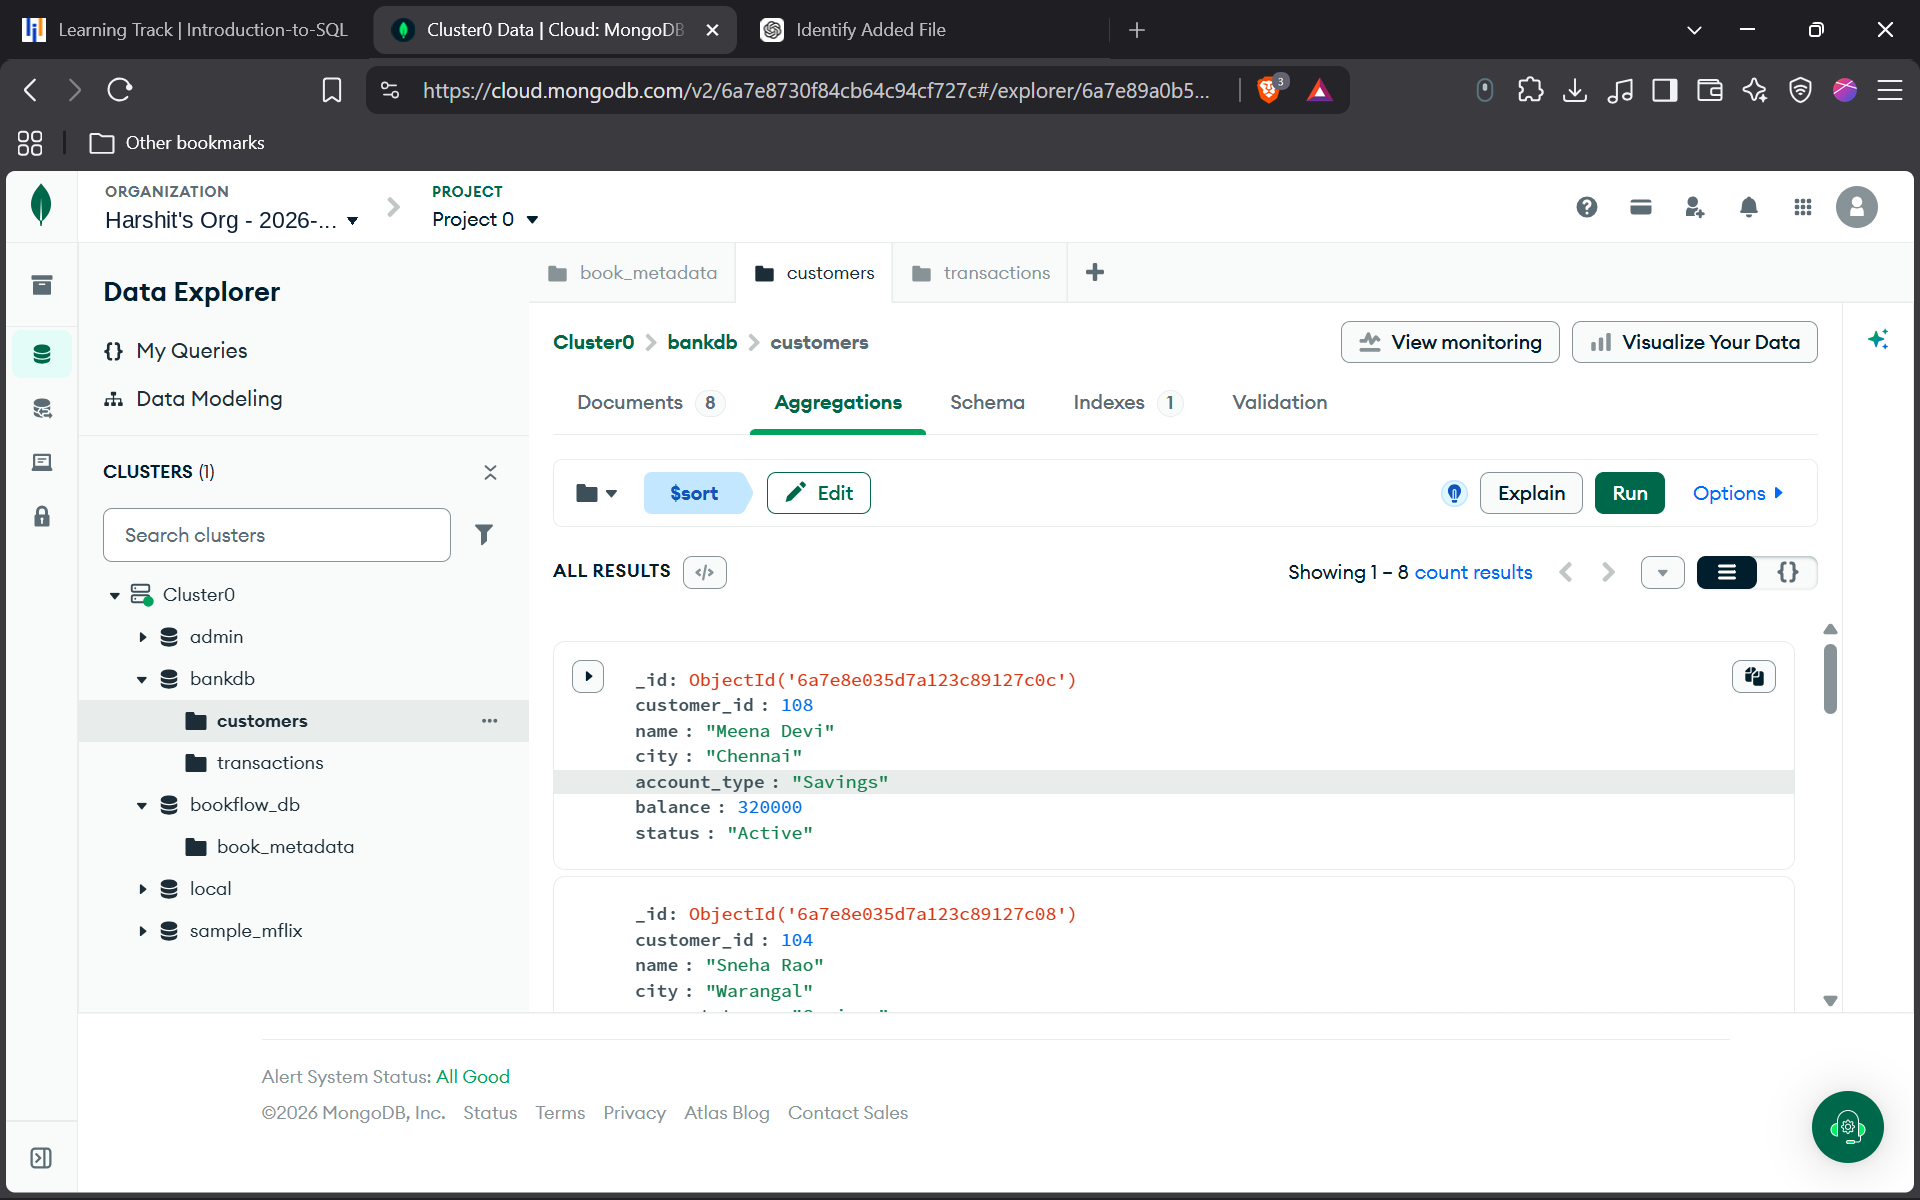 Learning Track | Introduction-to-SQL
Cluster0 Data | Cloud: MongoDB
Identify Added File
https://cloud.mongodb.com/v2/6a7e8730f84cb64c94cf727c#/explorer/6a7e89a0b5...
3
Other bookmarks
ORGANIZATION
Harshit's Org - 2026-...
PROJECT
Project 0
Data Explorer
My Queries
Data Modeling
CLUSTERS (1)
Search clusters
Cluster0
admin
bankdb
customers
transactions
bookflow_db
book_metadata
local
sample_mflix
book_metadata
customers
transactions
Cluster0 > bankdb > customers
View monitoring
Visualize Your Data
Documents 8
Aggregations
Schema
Indexes 1
Validation
$sort
Edit
Explain
Run
Options
ALL RESULTS
Showing 1 – 8 count results
_id: ObjectId('6a7e8e035d7a123c89127c0c')
customer_id : 108
name : "Meena Devi"
city : "Chennai"
account_type : "Savings"
balance : 320000
status : "Active"
_id: ObjectId('6a7e8e035d7a123c89127c08')
customer_id : 104
name : "Sneha Rao"
city : "Warangal"
Alert System Status: All Good
©2026 MongoDB, Inc. Status Terms Privacy Atlas Blog Contact Sales